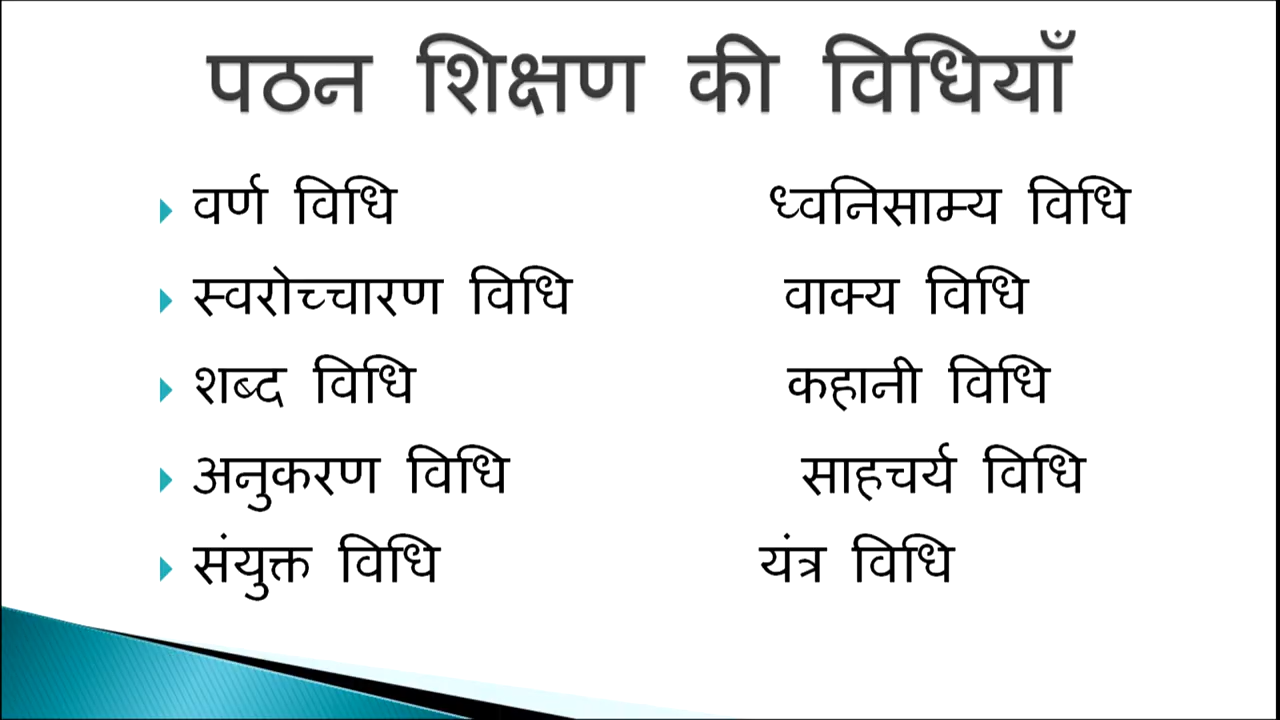 पठन शिक्षण की विधियाँ
वर्ण विधि ध्वनिसाम्य विधि
स्वरोच्चारण विधि वाक्य विधि
शब्द विधि कहानी विधि
अनुकरण विधि साहचर्य विधि
संयुक्त विधि यंत्र विधि